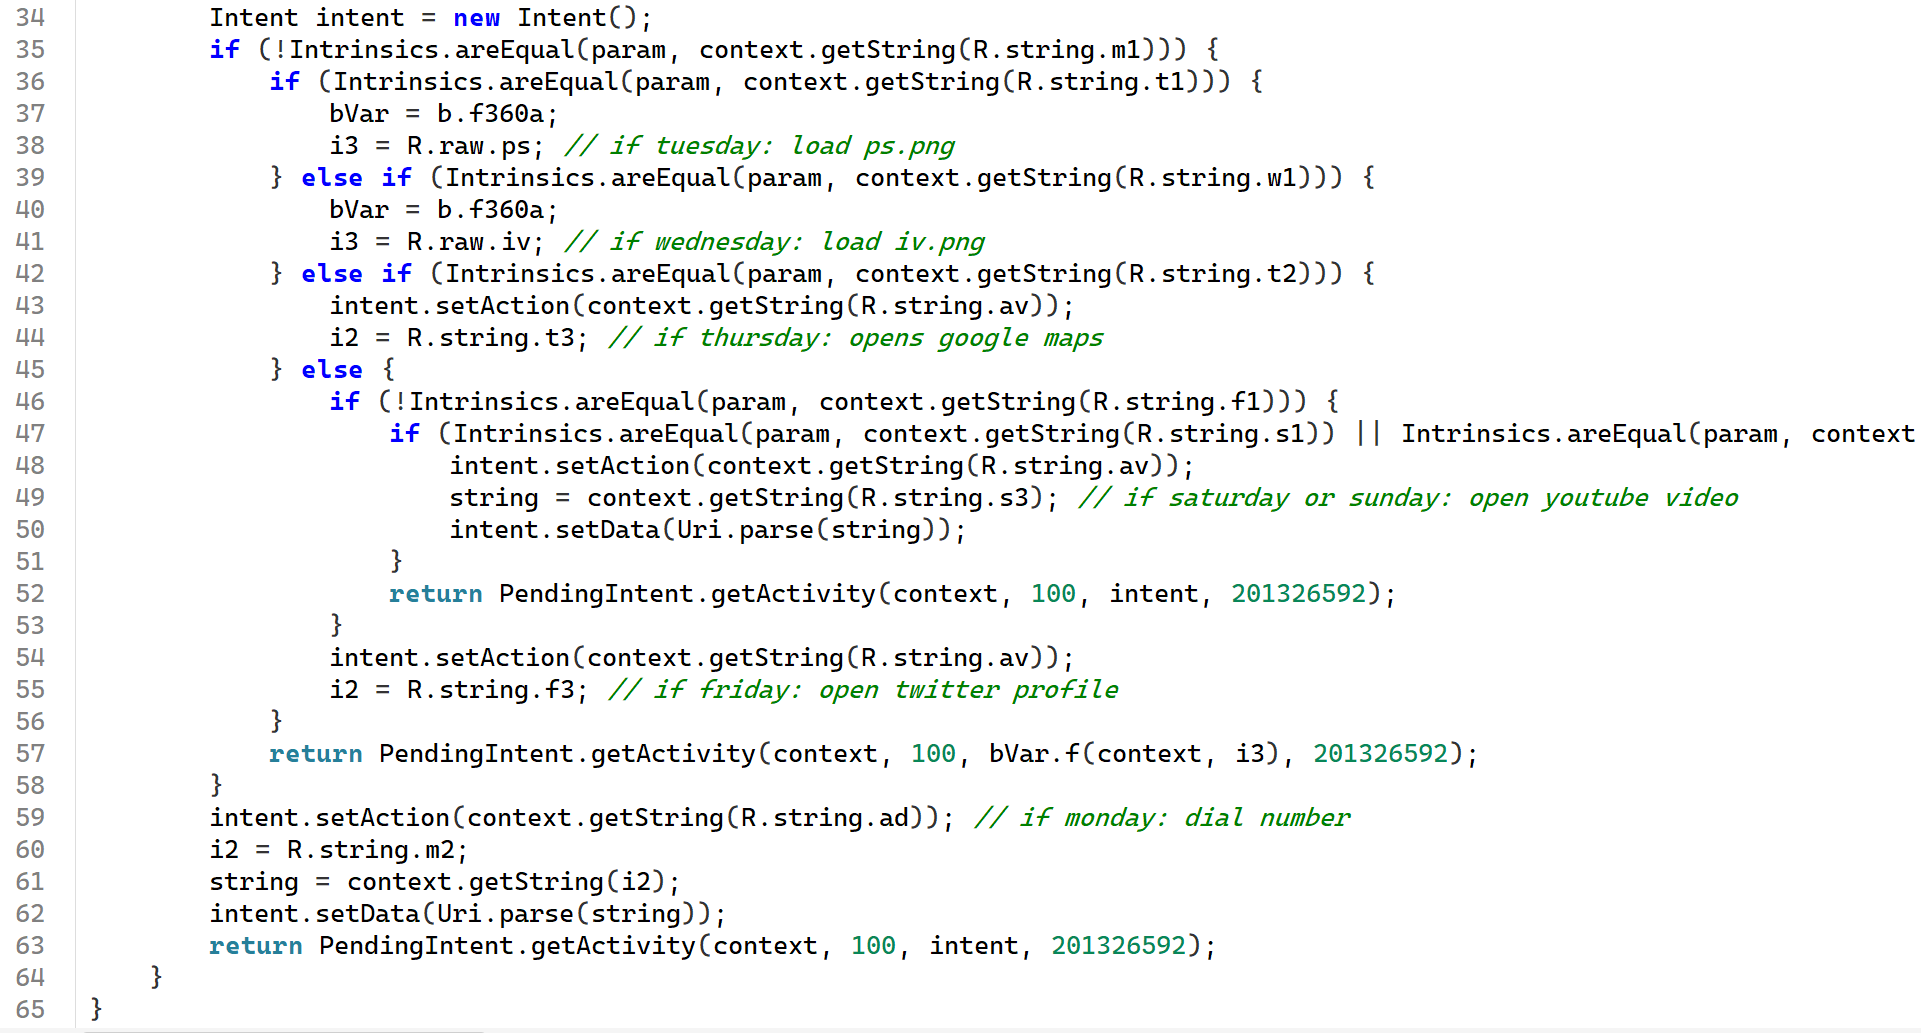 34 Intent intent = new Intent();
35 if (!Intrinsics.areEqual(param, context.getString(R.string.m1))) {
36 if (Intrinsics.areEqual(param, context.getString(R.string.t1))) {
37 bVar = b.f360a;
38 i3 = R.raw.ps; // if tuesday: load ps.png
39 } else if (Intrinsics.areEqual(param, context.getString(R.string.w1))) {
40 bVar = b.f360a;
41 i3 = R.raw.iv; // if wednesday: load iv.png
42 } else if (Intrinsics.areEqual(param, context.getString(R.string.t2))) {
43 intent.setAction(context.getString(R.string.av));
44 i2 = R.string.t3; // if thursday: opens google maps
45 } else {
46 if (!Intrinsics.areEqual(param, context.getString(R.string.f1))) {
47 if (Intrinsics.areEqual(param, context.getString(R.string.s1)) || Intrinsics.areEqual(param, context
48 intent.setAction(context.getString(R.string.av));
49 string = context.getString(R.string.s3); // if saturday or sunday: open youtube video
50 intent.setData(Uri.parse(string));
51 }
52 return PendingIntent.getActivity(context, 100, intent, 201326592);
53 }
54 intent.setAction(context.getString(R.string.av));
55 i2 = R.string.f3; // if friday: open twitter profile
56 }
57 return PendingIntent.getActivity(context, 100, bVar.f(context, i3), 201326592);
58 }
59 intent.setAction(context.getString(R.string.ad)); // if monday: dial number
60 i2 = R.string.m2;
61 string = context.getString(i2);
62 intent.setData(Uri.parse(string));
63 return PendingIntent.getActivity(context, 100, intent, 201326592);
64 }
65 }